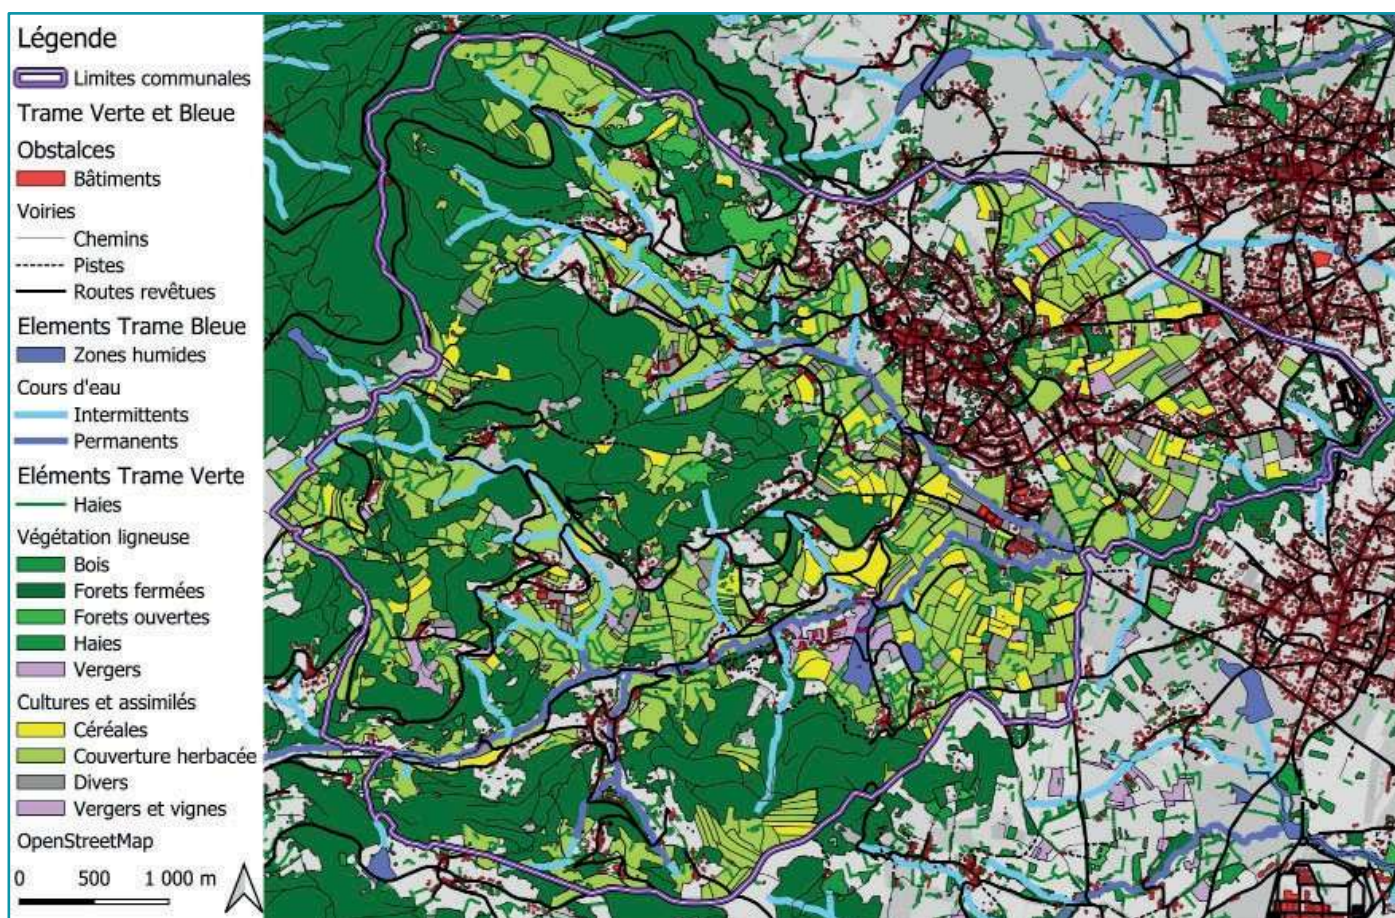 Légende
Limites communales
Trame Verte et Bleue
Obstalces
Bâtiments
Voiries
Chemins
Pistes
Routes revêtues
Elements Trame Bleue
Zones humides
Cours d'eau
Intermittents
Permanents
Eléments Trame Verte
Haies
Végétation ligneuse
Bois
Forets fermées
Forets ouvertes
Haies
Vergers
Cultures et assimilés
Céréales
Couverture herbacée
Divers
Vergers et vignes
OpenStreetMap
0 500 1 000 m